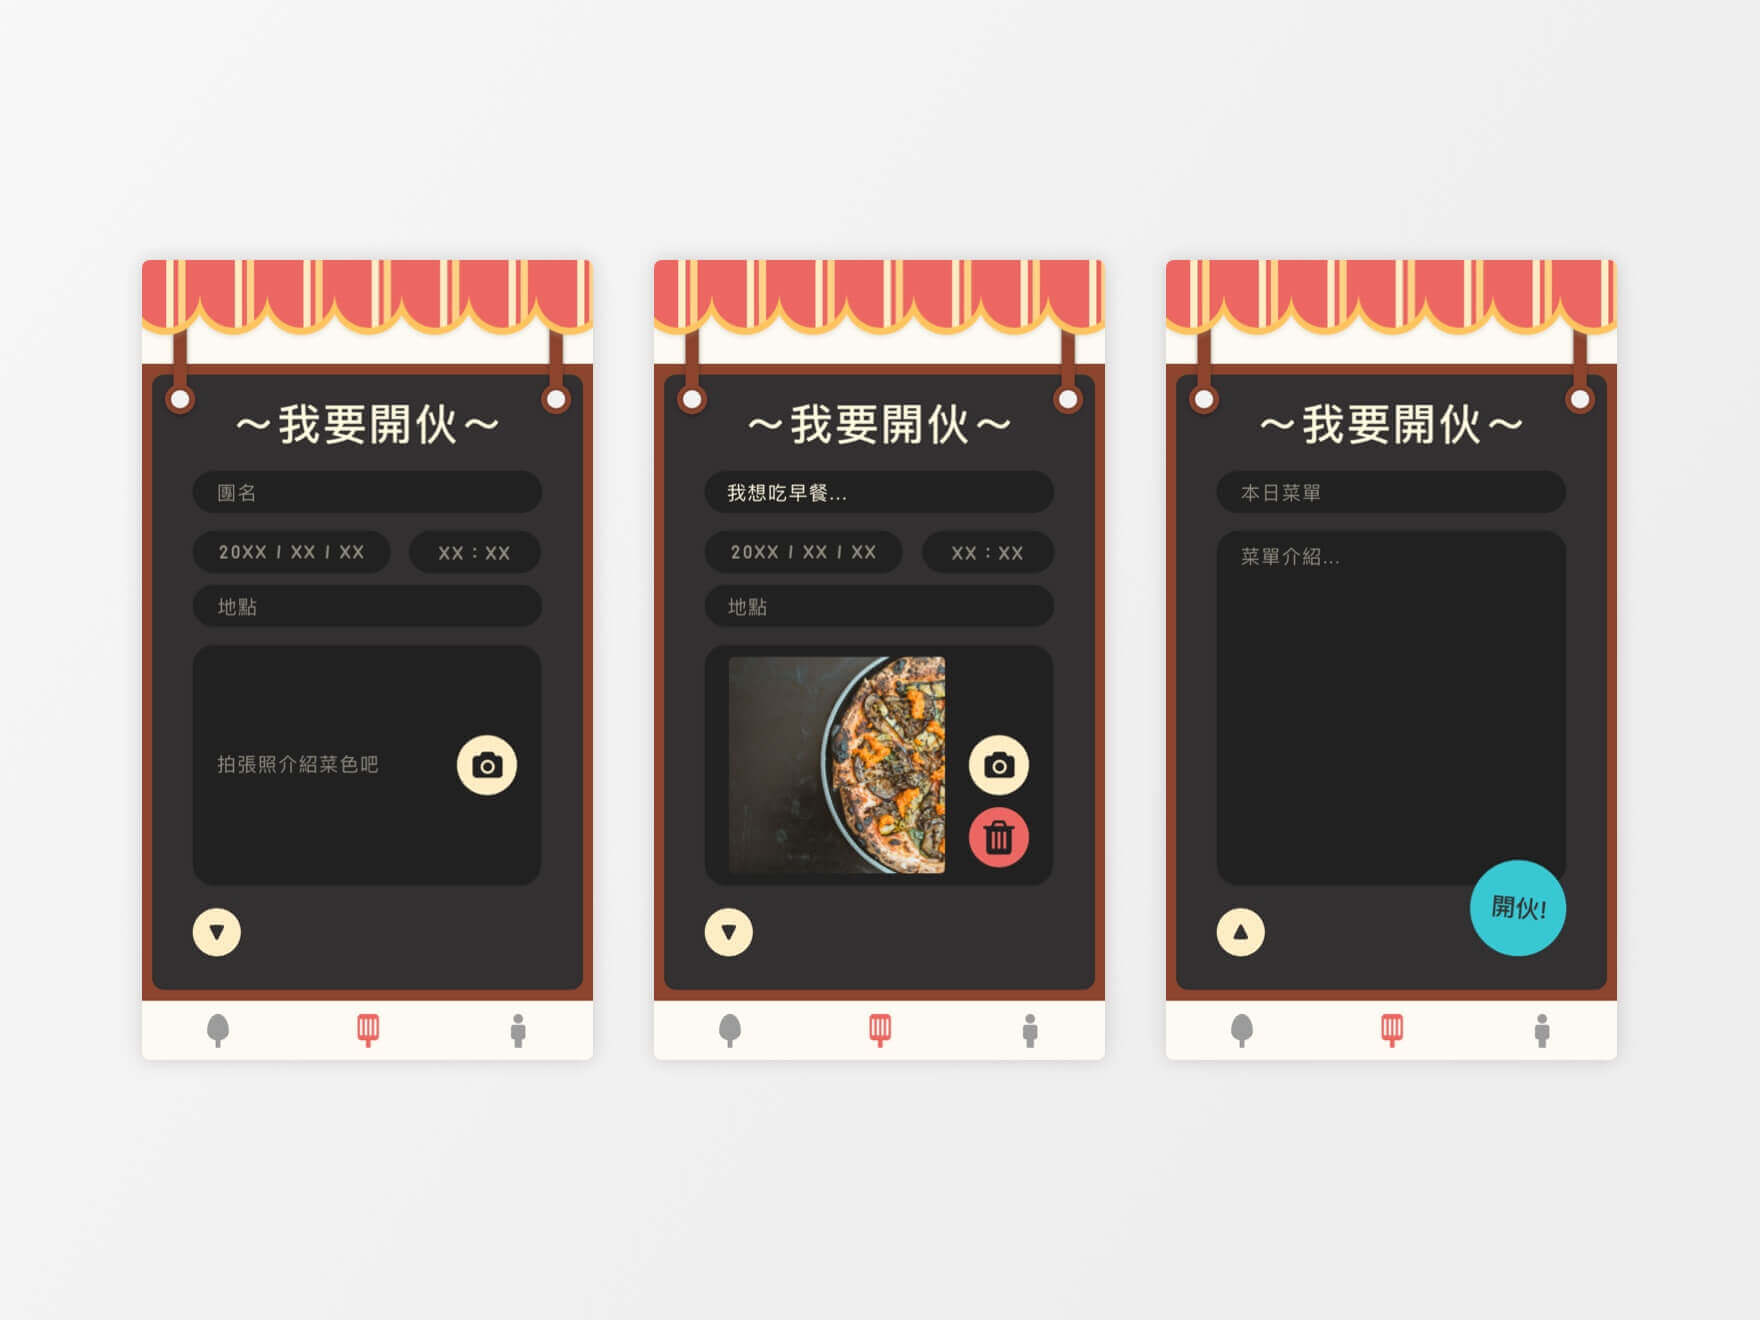 ～我要開伙～
團名
20XX / XX / XX
XX : XX
地點
拍張照介紹菜色吧
～我要開伙～
我想吃早餐...
20XX / XX / XX
XX : XX
地點
～我要開伙～
本日菜單
菜單介紹...
開伙!